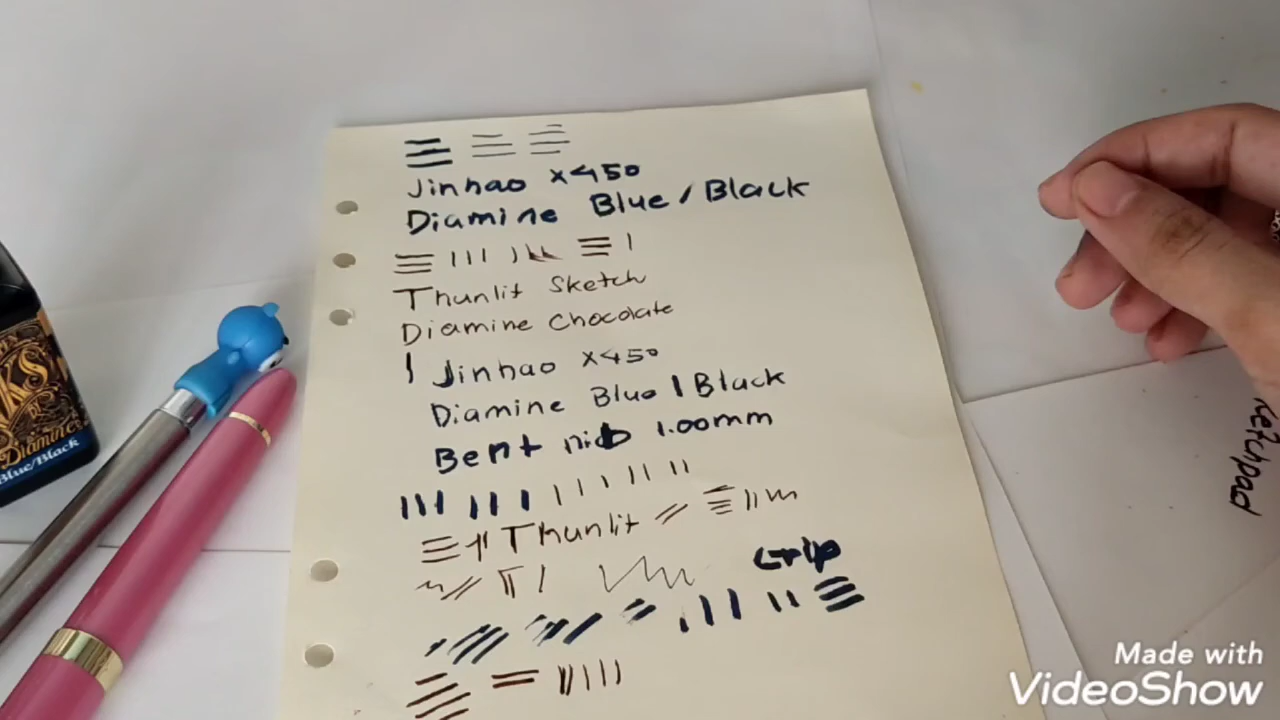 Jinhao x450
Diamine Blue/Black
Thunlit Sketch
Diamine Chocolate
Jinhao x450
Diamine Blue/Black
Bent nib 1.00mm
Thunlit
Diamine
Blue/Black
ketchpad
Made with
VideoShow